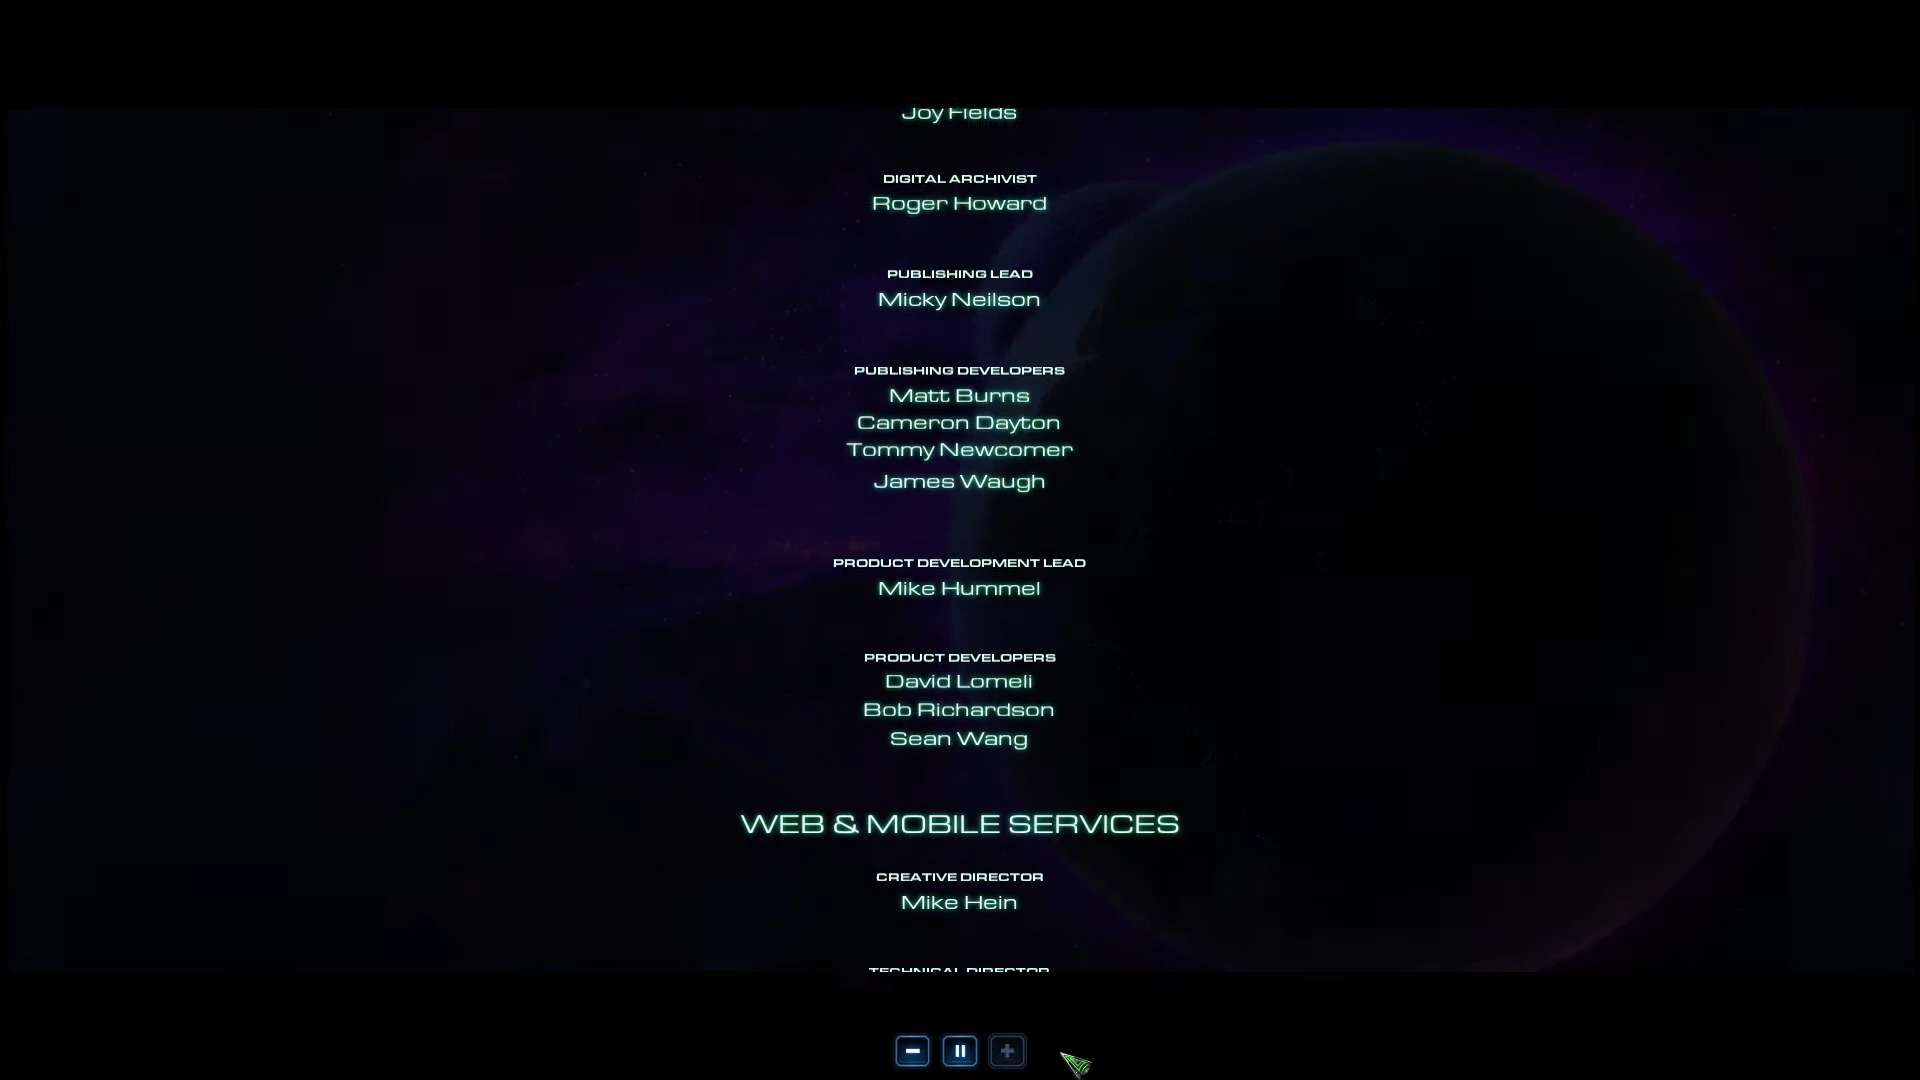 Joy Fields
DIGITAL ARCHIVIST
Roger Howard
PUBLISHING LEAD
Micky Neilson
PUBLISHING DEVELOPERS
Matt Burns
Cameron Dayton
Tommy Newcomer
James Waugh
PRODUCT DEVELOPMENT LEAD
Mike Hummel
PRODUCT DEVELOPERS
David Lomeli
Bob Richardson
Sean Wang
WEB & MOBILE SERVICES
CREATIVE DIRECTOR
Mike Hein
TECHNICAL DIRECTOR